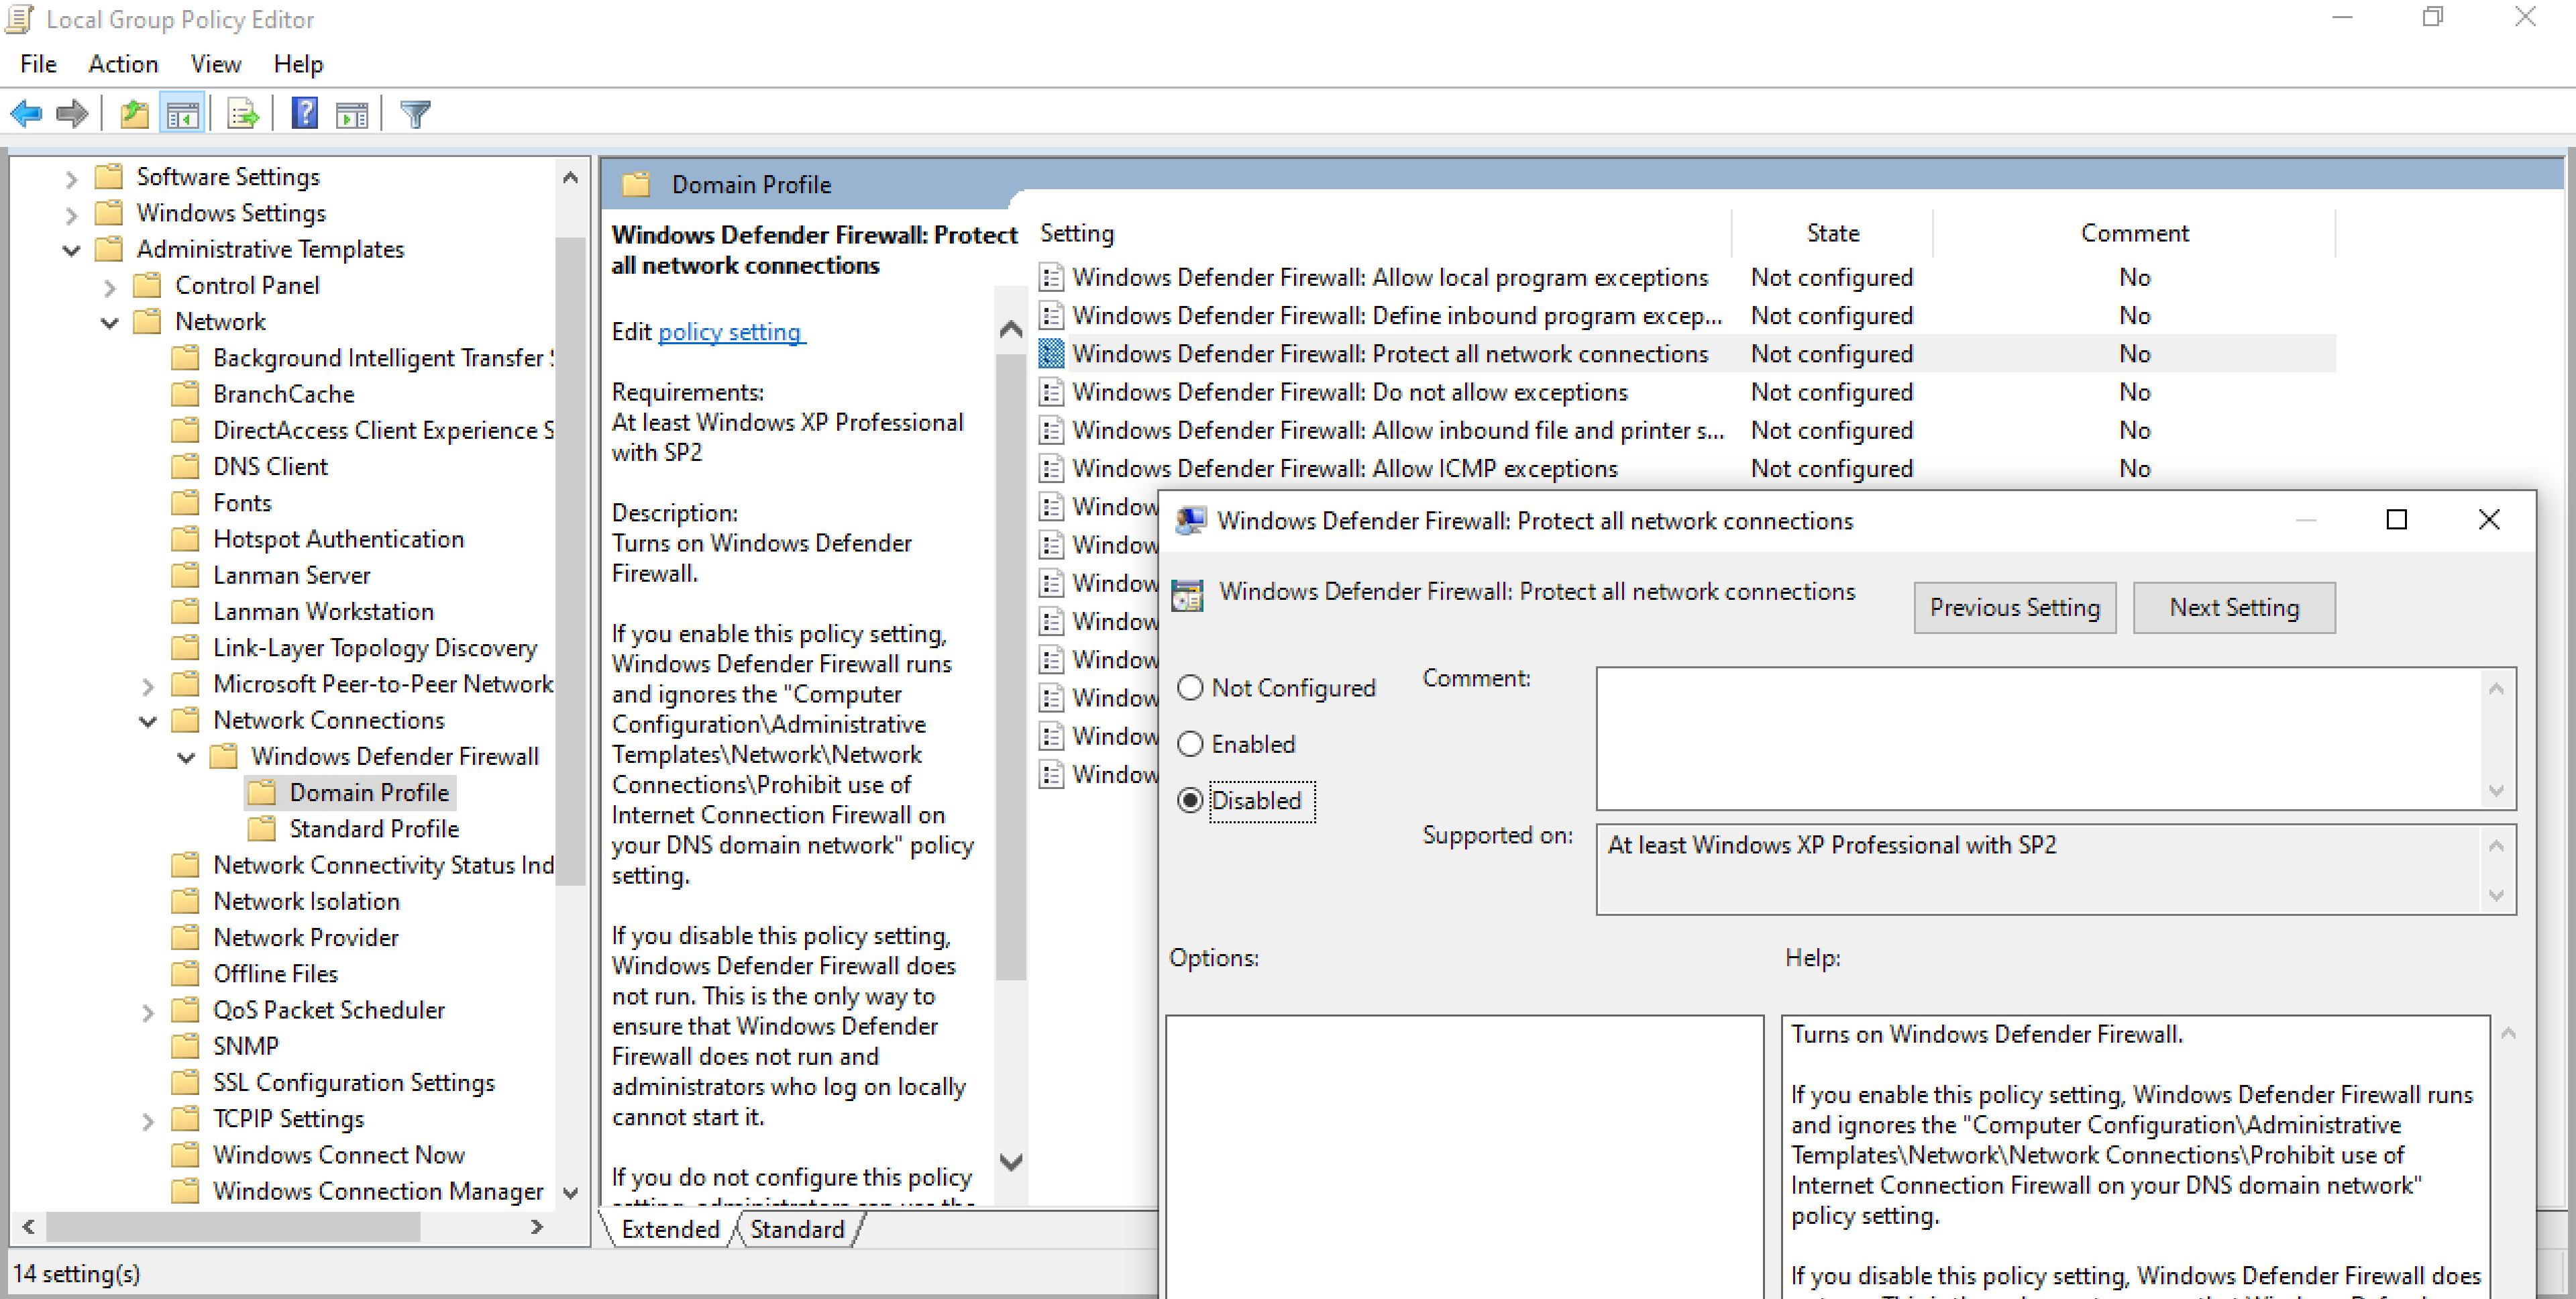 Local Group Policy Editor
File Action View Help
Software Settings
Windows Settings
Administrative Templates
Control Panel
Network
Background Intelligent Transfer
BranchCache
DirectAccess Client Experience S
DNS Client
Fonts
Hotspot Authentication
Lanman Server
Lanman Workstation
Link-Layer Topology Discovery
Microsoft Peer-to-Peer Network
Network Connections
Windows Defender Firewall
Domain Profile
Standard Profile
Network Connectivity Status Ind
Network Isolation
Network Provider
Offline Files
QoS Packet Scheduler
SNMP
SSL Configuration Settings
TCPIP Settings
Windows Connect Now
Windows Connection Manager
Domain Profile
Windows Defender Firewall: Protect
all network connections
Edit policy setting
Requirements:
At least Windows XP Professional
with SP2
Description:
Turns on Windows Defender
Firewall.
If you enable this policy setting,
Windows Defender Firewall runs
and ignores the "Computer
Configuration\Administrative
Templates\Network\Network
Connections\Prohibit use of
Internet Connection Firewall on
your DNS domain network" policy
setting.
If you disable this policy setting,
Windows Defender Firewall does
not run. This is the only way to
ensure that Windows Defender
Firewall does not run and
administrators who log on locally
cannot start it.
If you do not configure this policy
setting, administrators can use the
Extended Standard
Setting State Comment
Windows Defender Firewall: Allow local program exceptions Not configured No
Windows Defender Firewall: Define inbound program excep... Not configured No
Windows Defender Firewall: Protect all network connections Not configured No
Windows Defender Firewall: Do not allow exceptions Not configured No
Windows Defender Firewall: Allow inbound file and printer s... Not configured No
Windows Defender Firewall: Allow ICMP exceptions Not configured No
Window
Window
Window
Window
Window
Window
Window
Window
Windows Defender Firewall: Protect all network connections
Windows Defender Firewall: Protect all network connections
Previous Setting Next Setting
Not Configured
Enabled
Disabled
Comment:
Supported on:
At least Windows XP Professional with SP2
Options:
Help:
Turns on Windows Defender Firewall.
If you enable this policy setting, Windows Defender Firewall runs
and ignores the "Computer Configuration\Administrative
Templates\Network\Network Connections\Prohibit use of
Internet Connection Firewall on your DNS domain network"
policy setting.
If you disable this policy setting, Windows Defender Firewall does
14 setting(s)